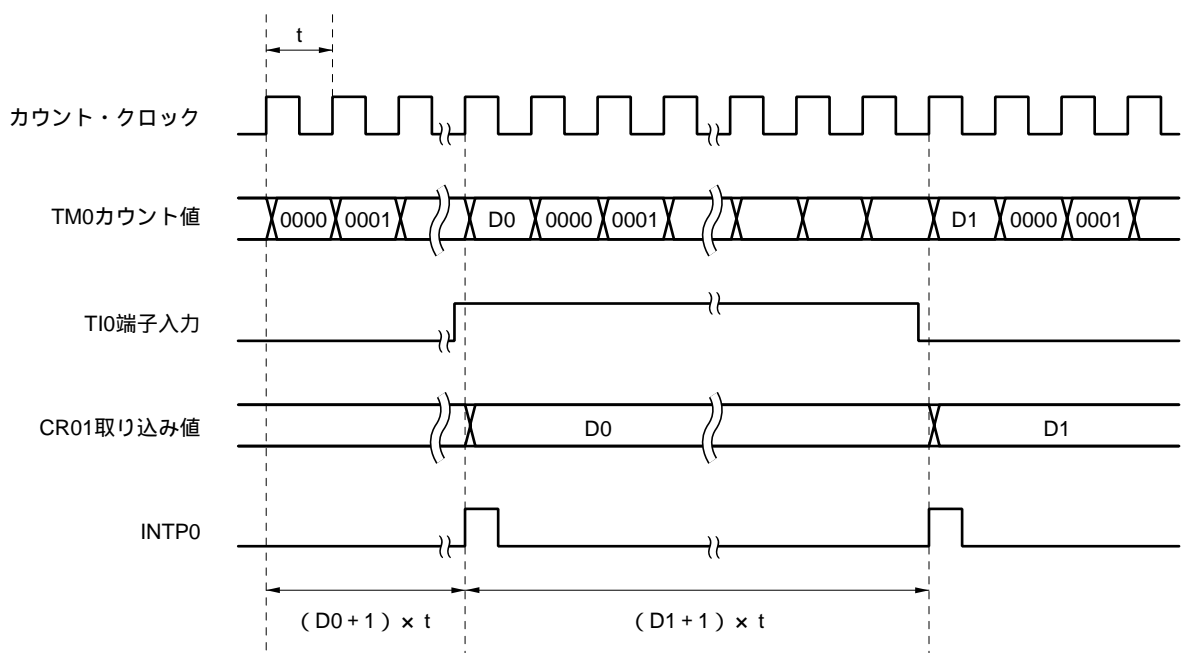 t
カウント・クロック
TM0カウント値
0000 0001 D0 0000 0001 D1 0000 0001
TI0端子入力
CR01取り込み値
D0 D1
INTP0
（D0+1）× t （D1+1）× t